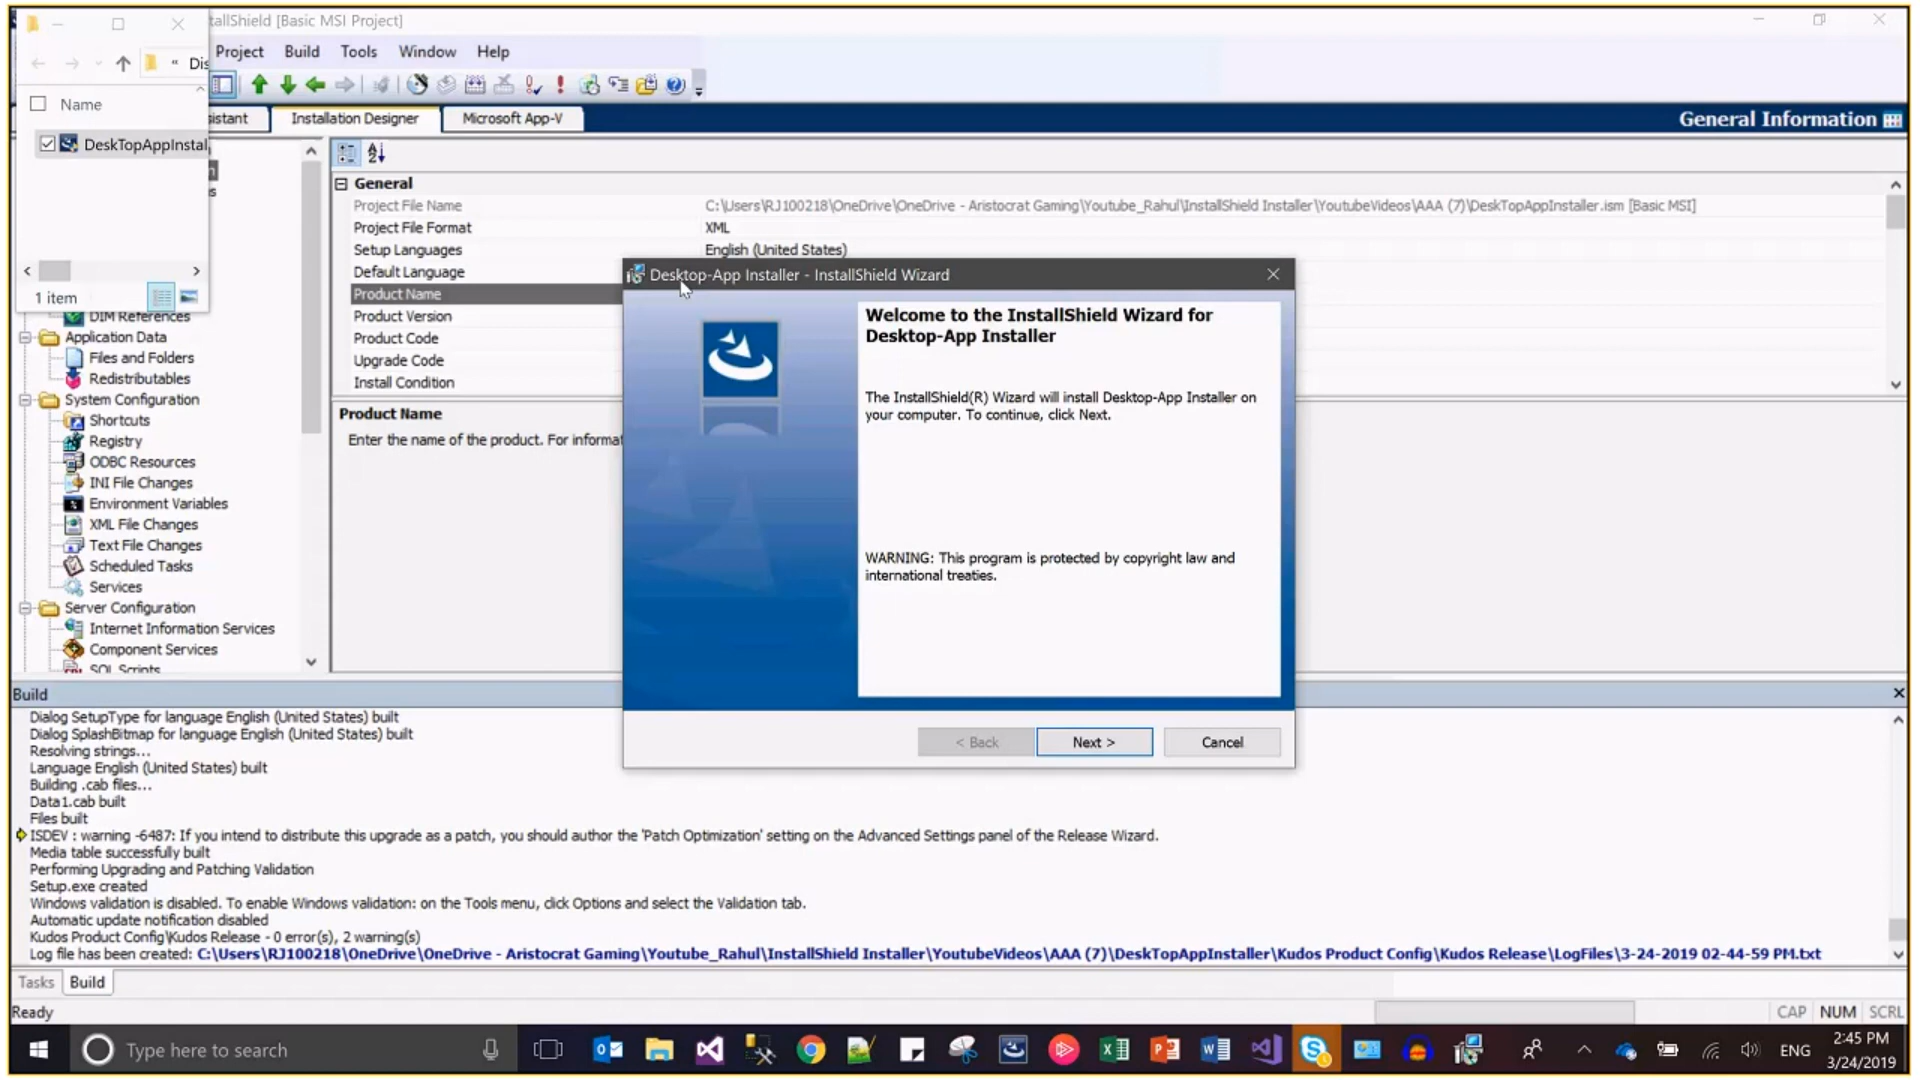 tallShield [Basic MSI Project]
Project Build Tools Window Help
« Dis
Name
DeskTopAppInstal
1 item
istant Installation Designer Microsoft App-V
General Information
General
Project File Name C:\Users\RJ100218\OneDrive\OneDrive - Aristocrat Gaming\Youtube_Rahul\InstallShield Installer\YoutubeVideos\AAA (7)\DeskTopAppInstaller.ism [Basic MSI]
Project File Format XML
Setup Languages English (United States)
Default Language
Product Name
Product Version
Product Code
Upgrade Code
Install Condition
Product Name
Enter the name of the product. For informa
DIM References
Application Data
Files and Folders
Redistributables
System Configuration
Shortcuts
Registry
ODBC Resources
INI File Changes
Environment Variables
XML File Changes
Text File Changes
Scheduled Tasks
Services
Server Configuration
Internet Information Services
Component Services
SQL Scripts
Desktop-App Installer - InstallShield Wizard
Welcome to the InstallShield Wizard for
Desktop-App Installer
The InstallShield(R) Wizard will install Desktop-App Installer on
your computer. To continue, click Next.
WARNING: This program is protected by copyright law and
international treaties.
< Back Next > Cancel
Build
Dialog SetupType for language English (United States) built
Dialog SplashBitmap for language English (United States) built
Resolving strings...
Language English (United States) built
Building .cab files...
Data1.cab built
Files built
ISDEV : warning -6487: If you intend to distribute this upgrade as a patch, you should author the 'Patch Optimization' setting on the Advanced Settings panel of the Release Wizard.
Media table successfully built
Performing Upgrading and Patching Validation
Setup.exe created
Windows validation is disabled. To enable Windows validation: on the Tools menu, click Options and select the Validation tab.
Automatic update notification disabled
Kudos Product Config\Kudos Release - 0 error(s), 2 warning(s)
Log file has been created: C:\Users\RJ100218\OneDrive\OneDrive - Aristocrat Gaming\Youtube_Rahul\InstallShield Installer\YoutubeVideos\AAA (7)\DeskTopAppInstaller\Kudos Product Config\Kudos Release\LogFiles\3-24-2019 02-44-59 PM.txt
Tasks Build
Ready CAP NUM SCRL
Type here to search
ENG
2:45 PM
3/24/2019